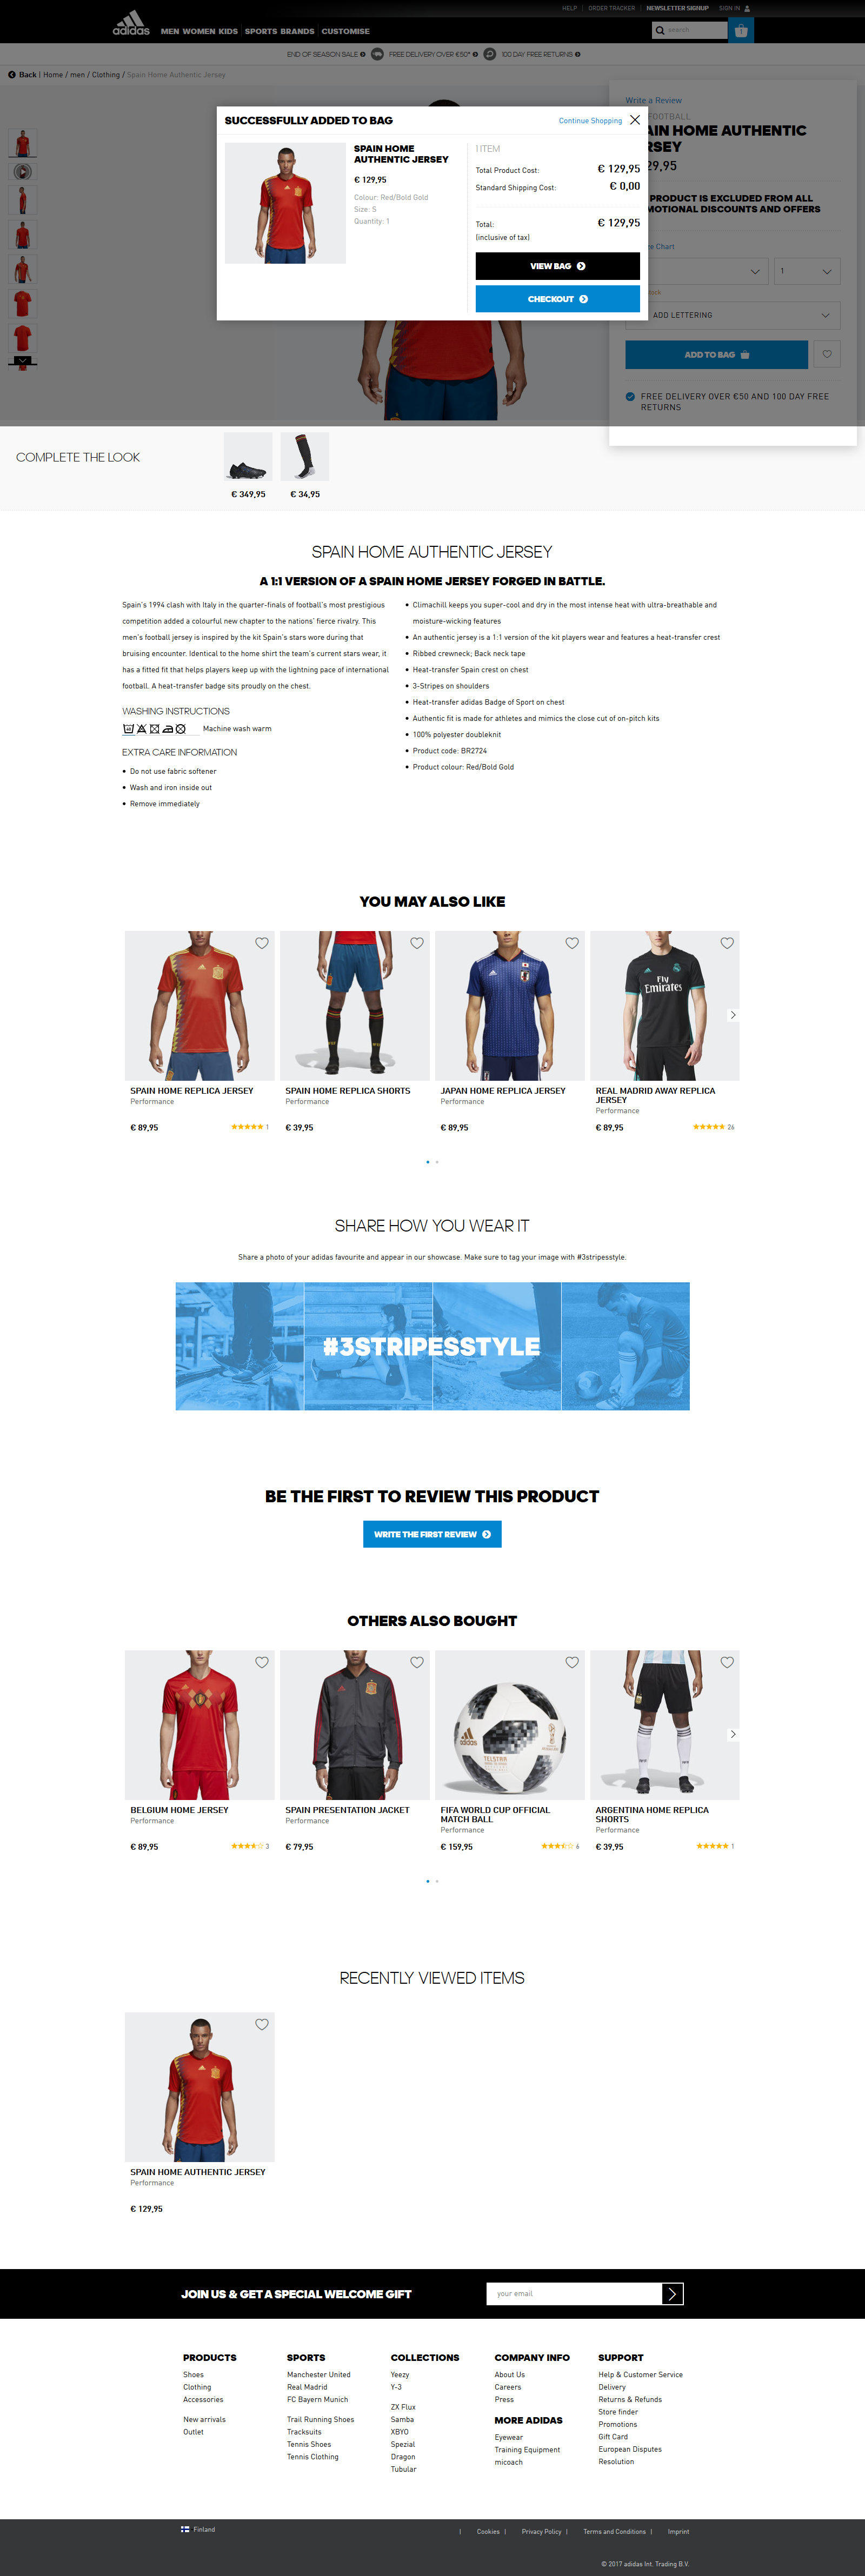 HELP
ORDER TRACKER
NEWSLETTER SIGNUP
SIGN IN
adidas
MEN WOMEN KIDS SPORTS BRANDS CUSTOMISE
search
1
END OF SEASON SALE
FREE DELIVERY OVER €50*
100 DAY FREE RETURNS
Back | Home / men / Clothing / Spain Home Authentic Jersey
SUCCESSFULLY ADDED TO BAG
Continue Shopping
SPAIN HOME
AUTHENTIC JERSEY
€ 129,95
Colour: Red/Bold Gold
Size: S
Quantity: 1
1 ITEM
Total Product Cost: € 129,95
Standard Shipping Cost: € 0,00
Total: € 129,95
(inclusive of tax)
VIEW BAG
CHECKOUT
Write a Review
FOOTBALL
AIN HOME AUTHENTIC
RSEY
29,95
PRODUCT IS EXCLUDED FROM ALL
MOTIONAL DISCOUNTS AND OFFERS
ze Chart
1
ADD LETTERING
ADD TO BAG
FREE DELIVERY OVER €50 AND 100 DAY FREE
RETURNS
COMPLETE THE LOOK
€ 349,95
€ 34,95
SPAIN HOME AUTHENTIC JERSEY
A 1:1 VERSION OF A SPAIN HOME JERSEY FORGED IN BATTLE.
Spain's 1994 clash with Italy in the quarter-finals of football's most prestigious
competition added a colourful new chapter to the nations' fierce rivalry. This
men's football jersey is inspired by the kit Spain's stars wore during that
bruising encounter. Identical to the home shirt the team's current stars wear, it
has a fitted fit that helps players keep up with the lightning pace of international
football. A heat-transfer badge sits proudly on the chest.
WASHING INSTRUCTIONS
Machine wash warm
EXTRA CARE INFORMATION
Do not use fabric softener
Wash and iron inside out
Remove immediately
Climachill keeps you super-cool and dry in the most intense heat with ultra-breathable and
moisture-wicking features
An authentic jersey is a 1:1 version of the kit players wear and features a heat-transfer crest
Ribbed crewneck; Back neck tape
Heat-transfer Spain crest on chest
3-Stripes on shoulders
Heat-transfer adidas Badge of Sport on chest
Authentic fit is made for athletes and mimics the close cut of on-pitch kits
100% polyester doubleknit
Product code: BR2724
Product colour: Red/Bold Gold
YOU MAY ALSO LIKE
Fly
Emirates
SPAIN HOME REPLICA JERSEY
Performance
€ 89,95
1
SPAIN HOME REPLICA SHORTS
Performance
€ 39,95
JAPAN HOME REPLICA JERSEY
Performance
€ 89,95
REAL MADRID AWAY REPLICA
JERSEY
Performance
€ 89,95
26
SHARE HOW YOU WEAR IT
Share a photo of your adidas favourite and appear in our showcase. Make sure to tag your image with #3stripesstyle.
#3STRIPESSTYLE
BE THE FIRST TO REVIEW THIS PRODUCT
WRITE THE FIRST REVIEW
OTHERS ALSO BOUGHT
adidas
TELSTAR
BELGIUM HOME JERSEY
Performance
€ 89,95
3
SPAIN PRESENTATION JACKET
Performance
€ 79,95
FIFA WORLD CUP OFFICIAL
MATCH BALL
Performance
€ 159,95
6
ARGENTINA HOME REPLICA
SHORTS
Performance
€ 39,95
1
RECENTLY VIEWED ITEMS
SPAIN HOME AUTHENTIC JERSEY
Performance
€ 129,95
JOIN US & GET A SPECIAL WELCOME GIFT
your email
PRODUCTS
Shoes
Clothing
Accessories
New arrivals
Outlet
SPORTS
Manchester United
Real Madrid
FC Bayern Munich
Trail Running Shoes
Tracksuits
Tennis Shoes
Tennis Clothing
COLLECTIONS
Yeezy
Y-3
ZX Flux
Samba
XBYO
Spezial
Dragon
Tubular
COMPANY INFO
About Us
Careers
Press
MORE ADIDAS
Eyewear
Training Equipment
micoach
SUPPORT
Help & Customer Service
Delivery
Returns & Refunds
Store finder
Promotions
Gift Card
European Disputes
Resolution
Finland
| Cookies | Privacy Policy | Terms and Conditions | Imprint
© 2017 adidas Int. Trading B.V.